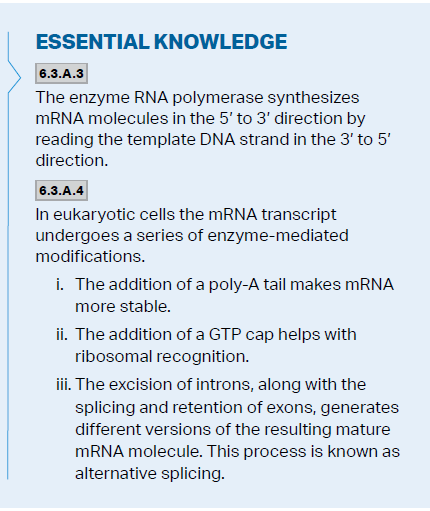 ESSENTIAL KNOWLEDGE
6.3.A.3
The enzyme RNA polymerase synthesizes
mRNA molecules in the 5′ to 3′ direction by
reading the template DNA strand in the 3′ to 5′
direction.
6.3.A.4
In eukaryotic cells the mRNA transcript
undergoes a series of enzyme-mediated
modifications.
i. The addition of a poly-A tail makes mRNA
more stable.
ii. The addition of a GTP cap helps with
ribosomal recognition.
iii. The excision of introns, along with the
splicing and retention of exons, generates
different versions of the resulting mature
mRNA molecule. This process is known as
alternative splicing.